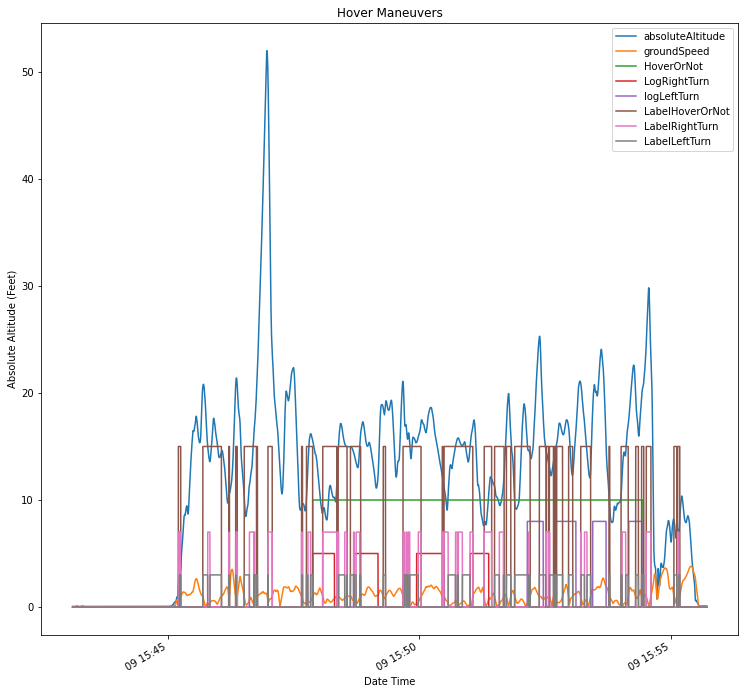 Hover Maneuvers
absoluteAltitude
groundSpeed
HoverOrNot
LogRightTurn
logLeftTurn
LabelHoverOrNot
LabelRightTurn
LabelLeftTurn
Absolute Altitude (Feet)
50
40
30
20
10
0
09 15:45
09 15:50
09 15:55
Date Time